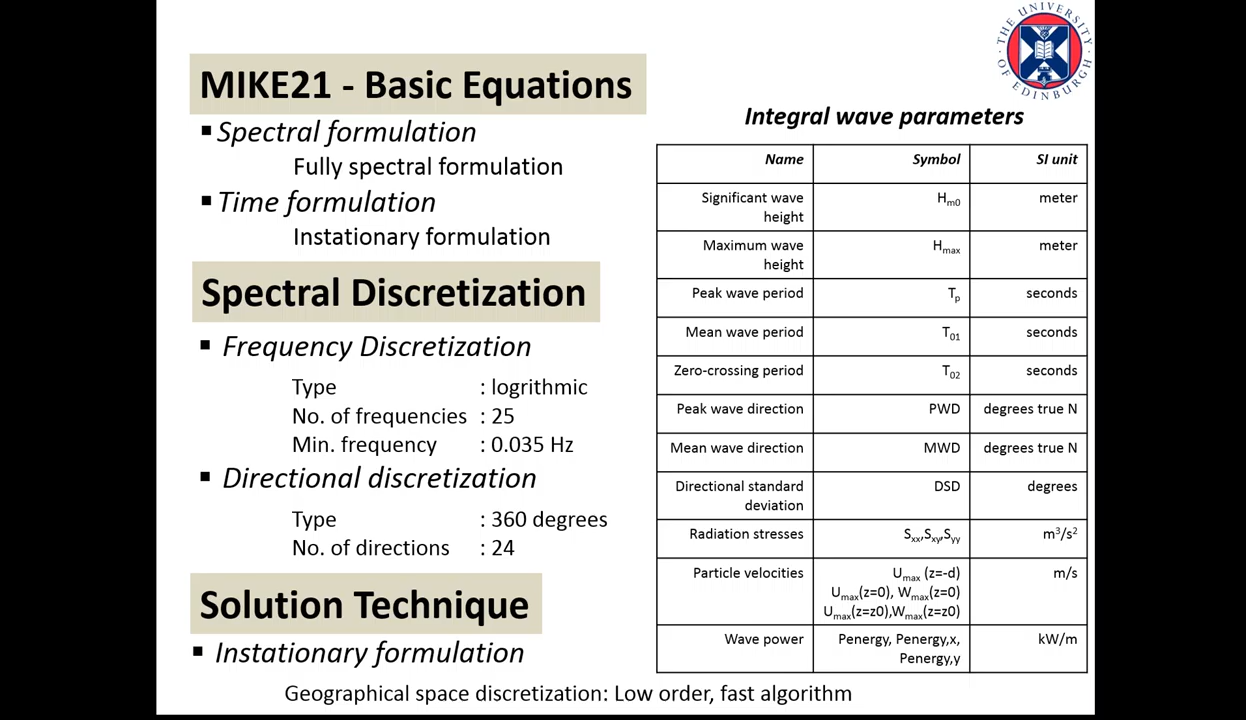 THE UNIVERSITY OF EDINBURGH
MIKE21 - Basic Equations
▪ Spectral formulation
Fully spectral formulation
▪ Time formulation
Instationary formulation
Spectral Discretization
▪ Frequency Discretization
Type : logrithmic
No. of frequencies : 25
Min. frequency : 0.035 Hz
▪ Directional discretization
Type : 360 degrees
No. of directions : 24
Solution Technique
▪ Instationary formulation
Geographical space discretization: Low order, fast algorithm
Integral wave parameters
Name Symbol SI unit
Significant wave height Hm0 meter
Maximum wave height Hmax meter
Peak wave period Tp seconds
Mean wave period T01 seconds
Zero-crossing period T02 seconds
Peak wave direction PWD degrees true N
Mean wave direction MWD degrees true N
Directional standard deviation DSD degrees
Radiation stresses Sxx,Sxy,Syy m³/s²
Particle velocities Umax (z=-d) m/s
Umax(z=0), Wmax(z=0)
Umax(z=z0),Wmax(z=z0)
Wave power Penergy, Penergy,x, kW/m
Penergy,y